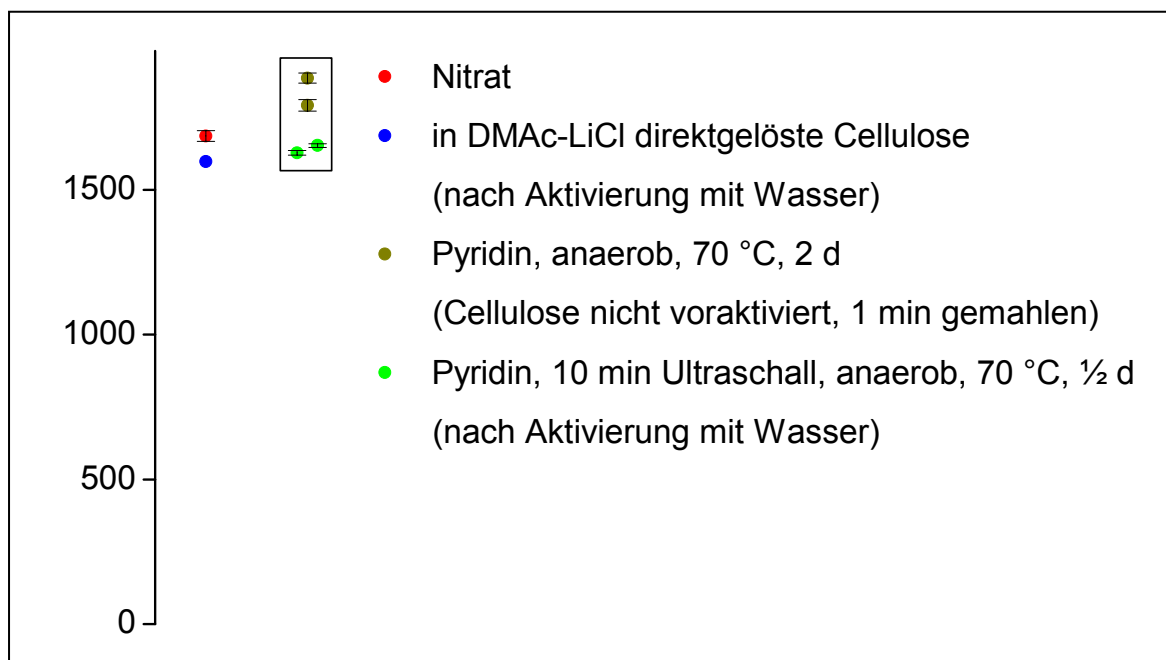 Nitrat
in DMAc-LiCl direktgelöste Cellulose
(nach Aktivierung mit Wasser)
Pyridin, anaerob, 70 °C, 2 d
(Cellulose nicht voraktiviert, 1 min gemahlen)
Pyridin, 10 min Ultraschall, anaerob, 70 °C, ½ d
(nach Aktivierung mit Wasser)
1500
1000
500
0